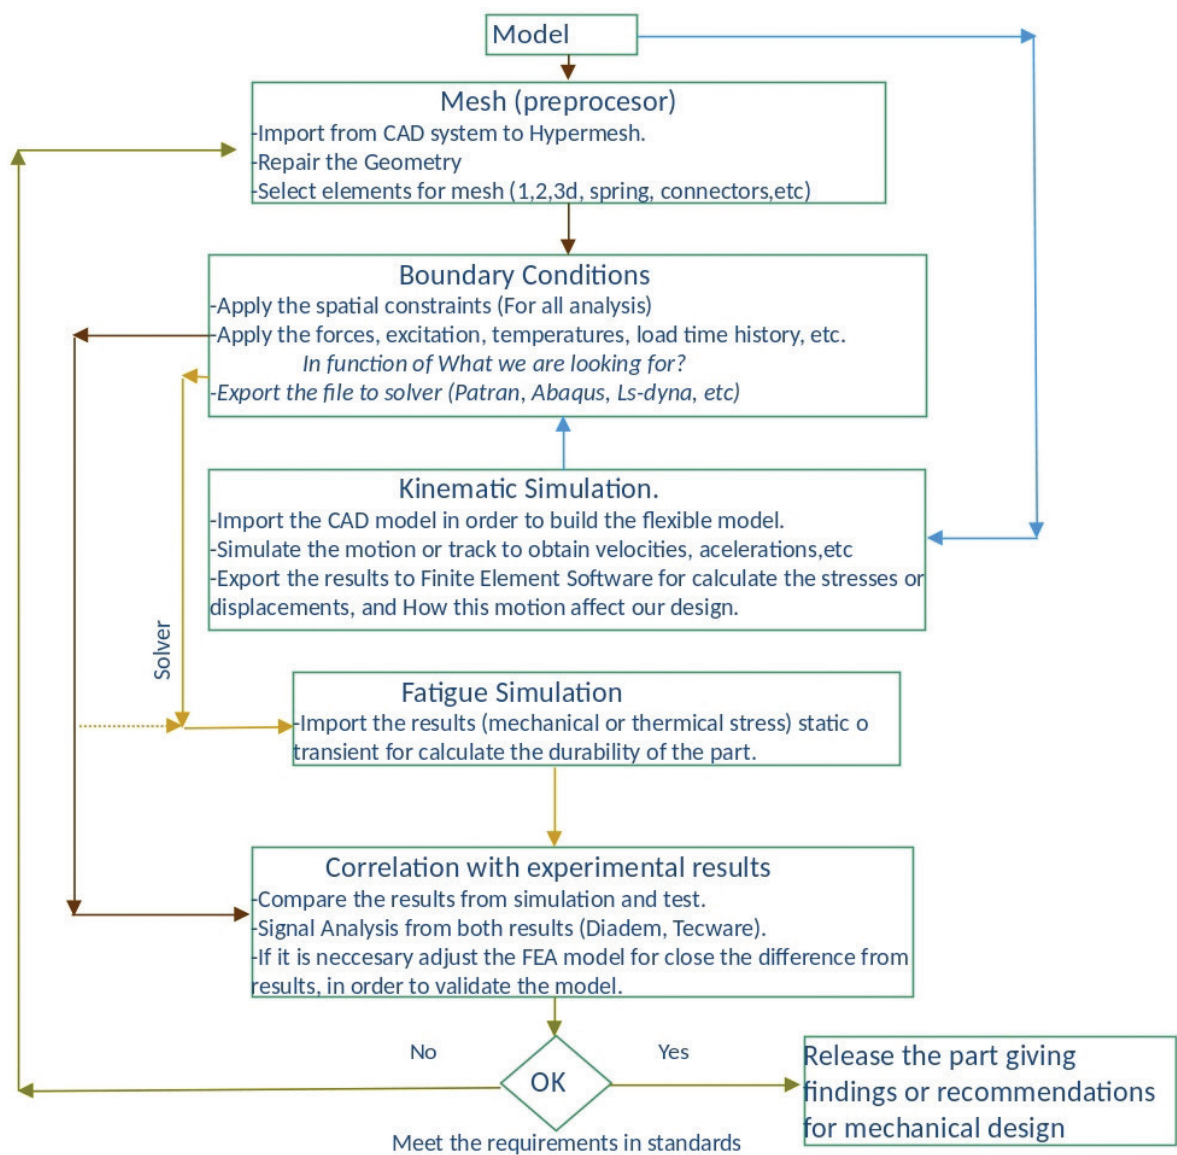 Model
Mesh (preprocesor)
-Import from CAD system to Hypermesh.
-Repair the Geometry
-Select elements for mesh (1,2,3d, spring, connectors,etc)
Boundary Conditions
-Apply the spatial constraints (For all analysis)
-Apply the forces, excitation, temperatures, load time history, etc.
In function of What we are looking for?
-Export the file to solver (Patran, Abaqus, Ls-dyna, etc)
Kinematic Simulation.
-Import the CAD model in order to build the flexible model.
-Simulate the motion or track to obtain velocities, acelerations,etc
-Export the results to Finite Element Software for calculate the stresses or
displacements, and How this motion affect our design.
Solver
Fatigue Simulation
-Import the results (mechanical or thermical stress) static o
transient for calculate the durability of the part.
Correlation with experimental results
-Compare the results from simulation and test.
-Signal Analysis from both results (Diadem, Tecware).
-If it is neccesary adjust the FEA model for close the difference from
results, in order to validate the model.
No
Yes
OK
Release the part giving
findings or recommendations
for mechanical design
Meet the requirements in standards